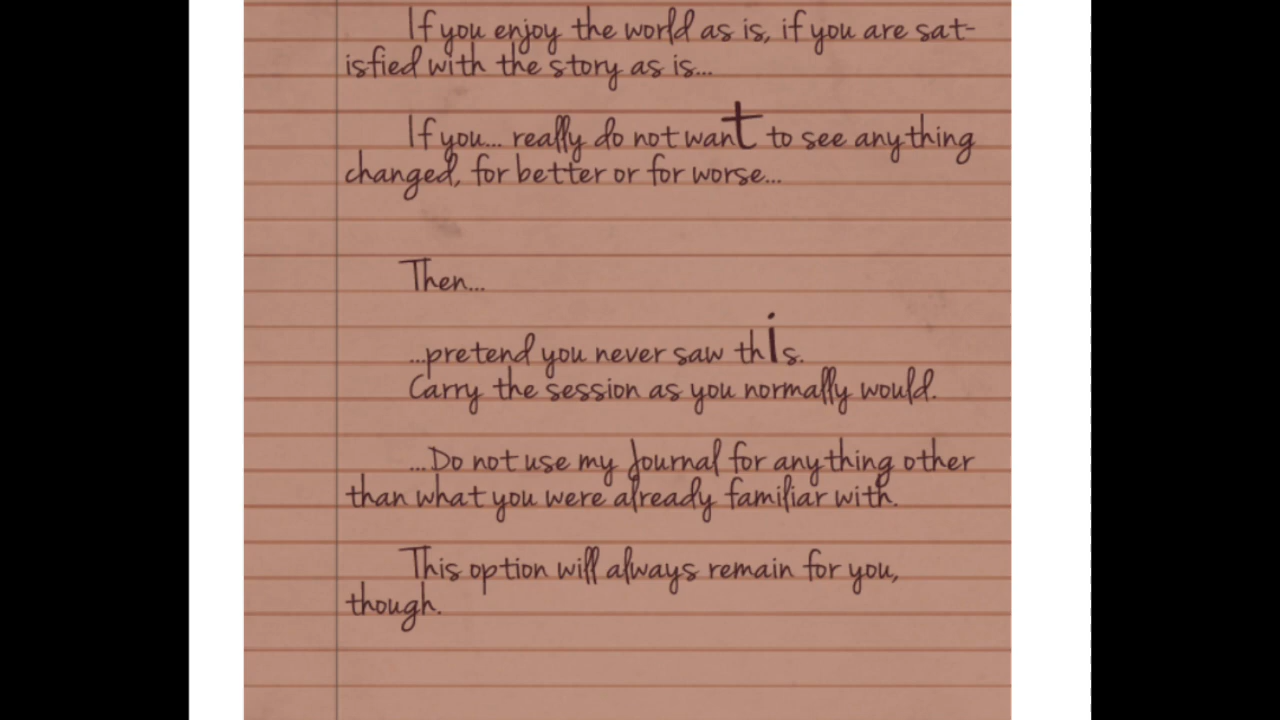 If you enjoy the world as is, if you are sat-
isfied with the story as is...
If you... really do not want to see anything
changed, for better or for worse...
Then...
...pretend you never saw this.
Carry the session as you normally would.
...Do not use my Journal for anything other
than what you were already familiar with.
This option will always remain for you,
though.